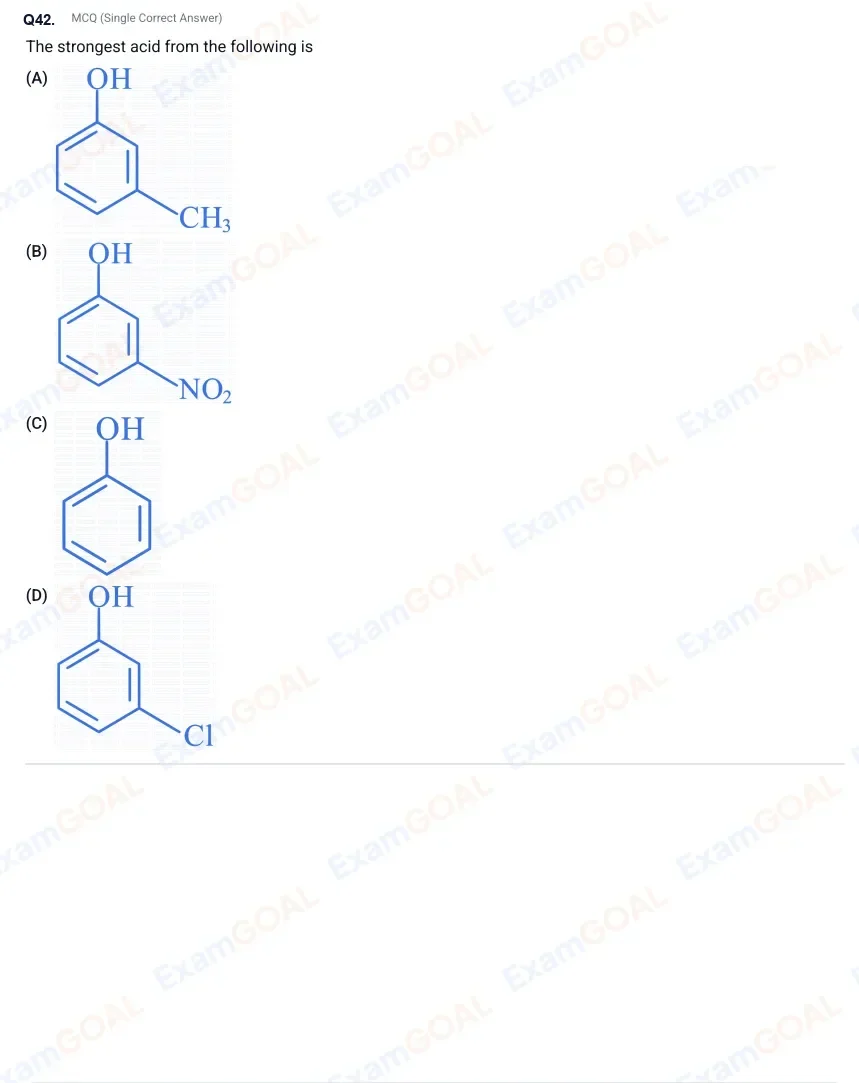 Q42. MCQ (Single Correct Answer)
The strongest acid from the following is
(A)
OH
CH₃
(B)
OH
NO₂
(C)
OH
(D)
OH
Cl
ExamGOAL